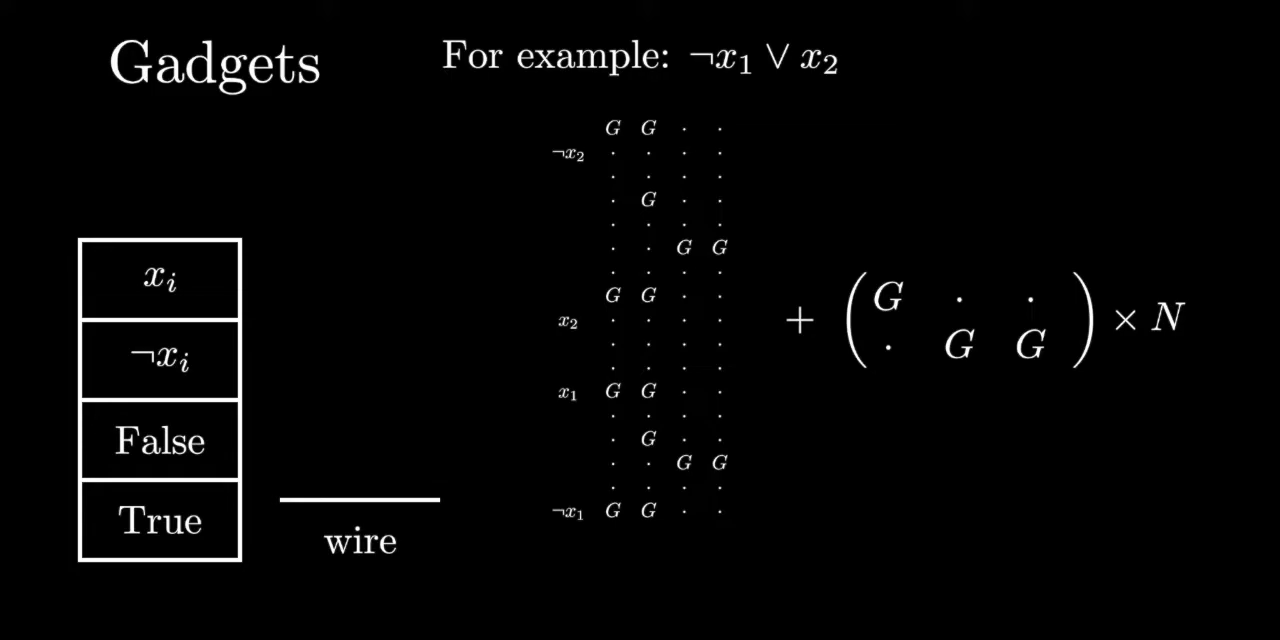 Gadgets
For example: ¬x₁ ∨ x₂
G G · ·
¬x₂ · · · ·
· · · ·
· G · ·
· · · ·
· · G G
· · · ·
G G · ·
x₂ · · · ·
· · · ·
· · · ·
x₁ G G · ·
· · · ·
· G · ·
· · G G
· · · ·
¬x₁ G G · ·
+ ( G · ·
· G G ) × N
xᵢ
¬xᵢ
False
True
wire